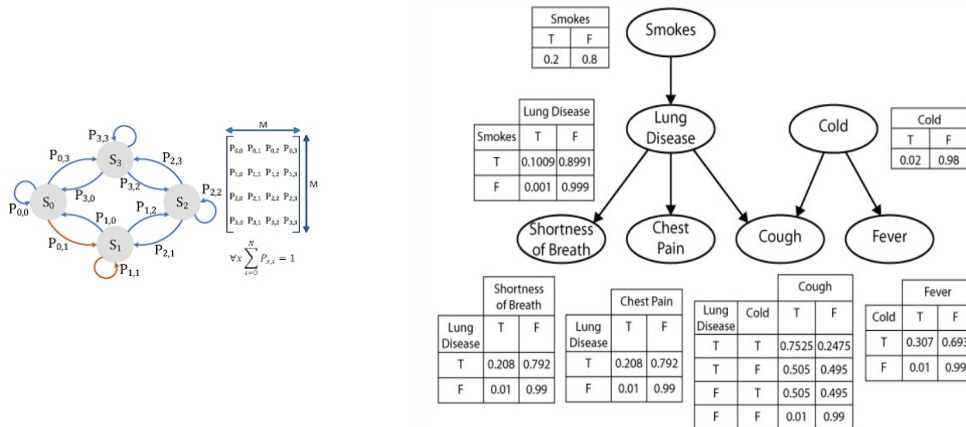 P3,3
S3
P0,3
P2,3
P3,0
P3,2
P0,0
S0
S2
P2,2
P1,0
P1,2
P0,1
S1
P2,1
P1,1
M
P0,0 P0,1 P0,2 P0,3
P1,0 P1,1 P1,2 P1,3
P2,0 P2,1 P2,2 P2,3
P3,0 P3,1 P3,2 P3,3
M
∀x ∑ N i=0 Px,i = 1
Smokes
T F
0.2 0.8
Smokes
Lung Disease
Smokes T F
T 0.1009 0.8991
F 0.001 0.999
Lung
Disease
Cold
Cold
T F
0.02 0.98
Shortness
of Breath
Chest
Pain
Cough
Fever
Shortness
of Breath
Lung
Disease T F
T 0.208 0.792
F 0.01 0.99
Chest Pain
Lung
Disease T F
T 0.208 0.792
F 0.01 0.99
Cough
Lung
Disease Cold T F
T T 0.7525 0.2475
T F 0.505 0.495
F T 0.505 0.495
F F 0.01 0.99
Fever
Cold T F
T 0.307 0.693
F 0.01 0.99